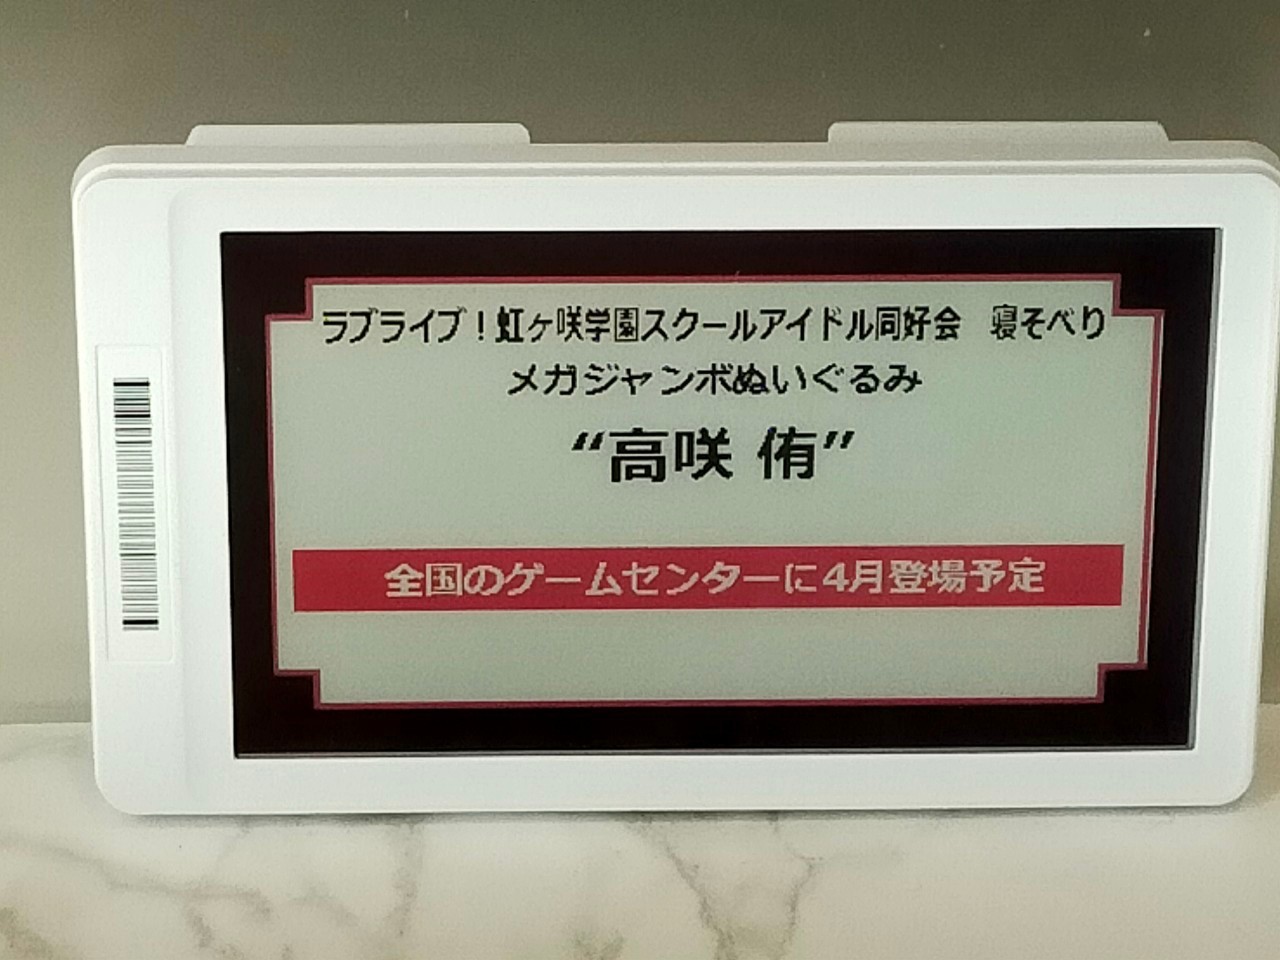 ラブライブ！虹ヶ咲学園スクールアイドル同好会　寝そべり
メガジャンボぬいぐるみ
“高咲 侑”
全国のゲームセンターに4月登場予定